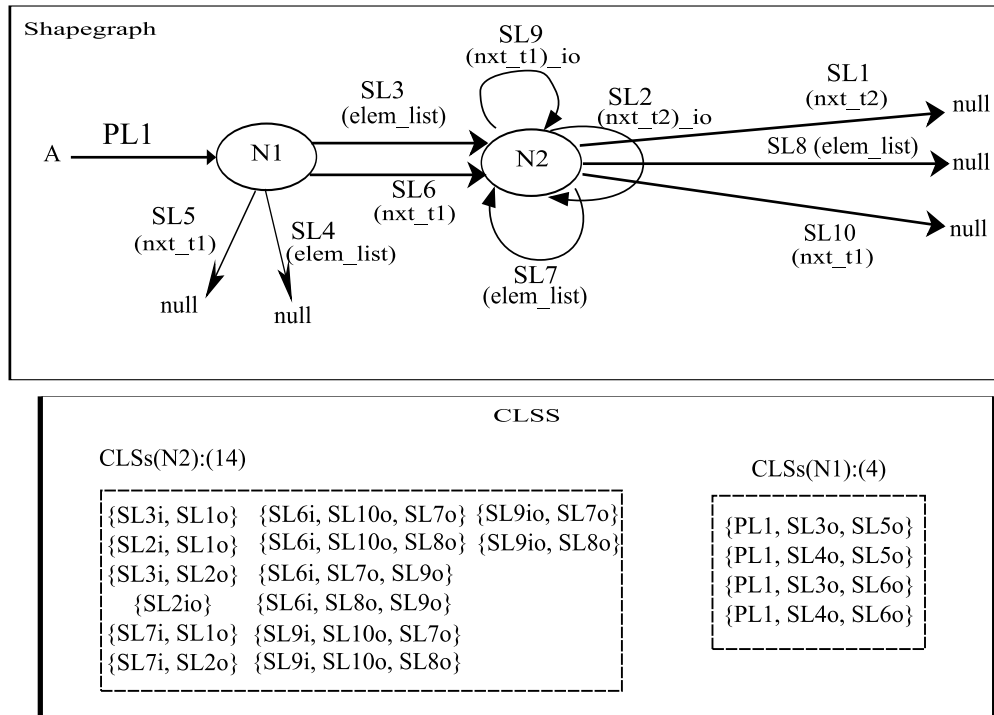 Shapegraph
SL9
(nxt_t1)_io
SL3
(elem_list)
SL2
(nxt_t2)_io
SL1
(nxt_t2)
null
PL1
A
N1
N2
SL8 (elem_list)
null
SL6
(nxt_t1)
SL5
(nxt_t1)
SL4
(elem_list)
SL10
(nxt_t1)
null
SL7
(elem_list)
null
null
CLSS
CLSs(N2):(14)
{SL3i, SL1o} {SL6i, SL10o, SL7o} {SL9io, SL7o}
{SL2i, SL1o} {SL6i, SL10o, SL8o} {SL9io, SL8o}
{SL3i, SL2o} {SL6i, SL7o, SL9o}
{SL2io} {SL6i, SL8o, SL9o}
{SL7i, SL1o} {SL9i, SL10o, SL7o}
{SL7i, SL2o} {SL9i, SL10o, SL8o}
CLSs(N1):(4)
{PL1, SL3o, SL5o}
{PL1, SL4o, SL5o}
{PL1, SL3o, SL6o}
{PL1, SL4o, SL6o}